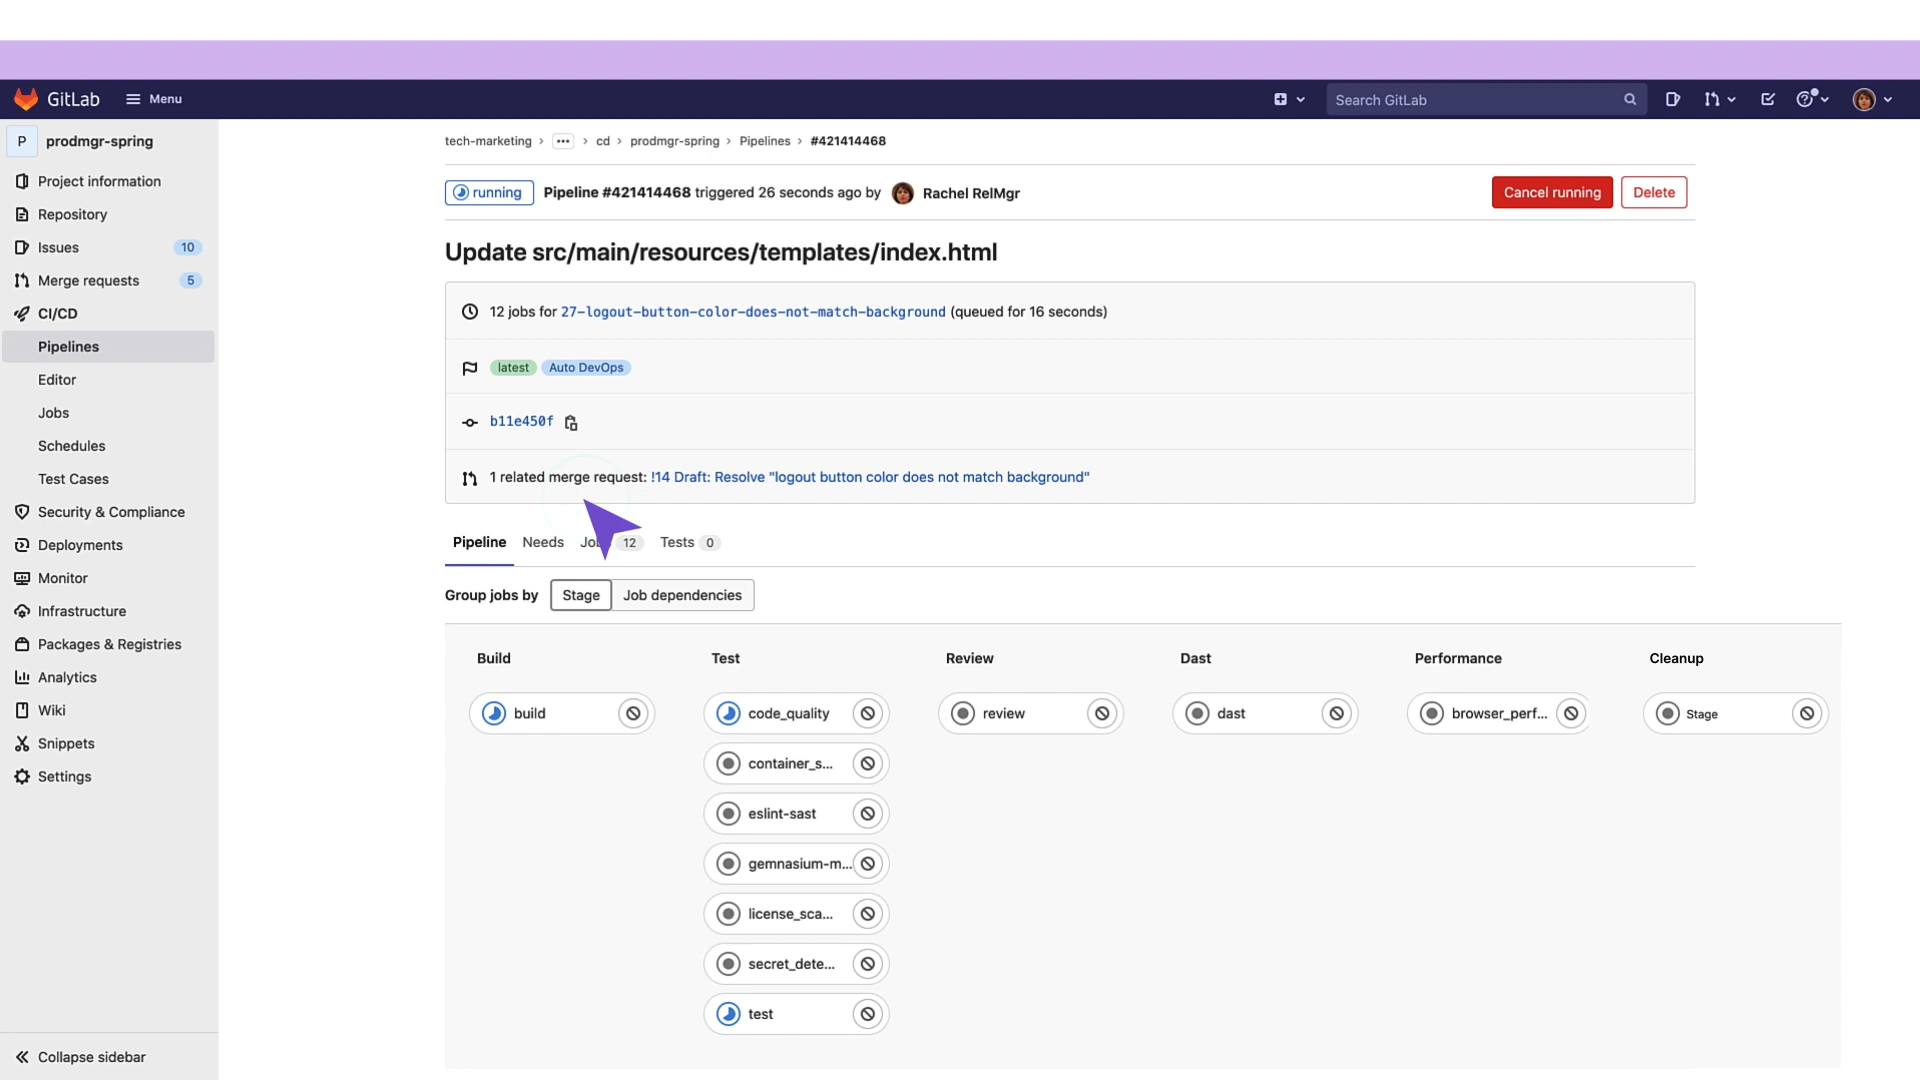 GitLab
Menu
Search GitLab
P prodmgr-spring
Project information
Repository
Issues 10
Merge requests 5
CI/CD
Pipelines
Editor
Jobs
Schedules
Test Cases
Security & Compliance
Deployments
Monitor
Infrastructure
Packages & Registries
Analytics
Wiki
Snippets
Settings
Collapse sidebar
tech-marketing › ••• › cd › prodmgr-spring › Pipelines › #421414468
running Pipeline #421414468 triggered 26 seconds ago by Rachel RelMgr
Cancel running Delete
Update src/main/resources/templates/index.html
12 jobs for 27-logout-button-color-does-not-match-background (queued for 16 seconds)
latest Auto DevOps
b11e450f
1 related merge request: !14 Draft: Resolve "logout button color does not match background"
Pipeline Needs 12 Tests 0
Group jobs by Stage Job dependencies
Build Test Review Dast Performance Cleanup
build code_quality review dast browser_perf... Stage
container_s...
eslint-sast
gemnasium-m...
license_sca...
secret_dete...
test